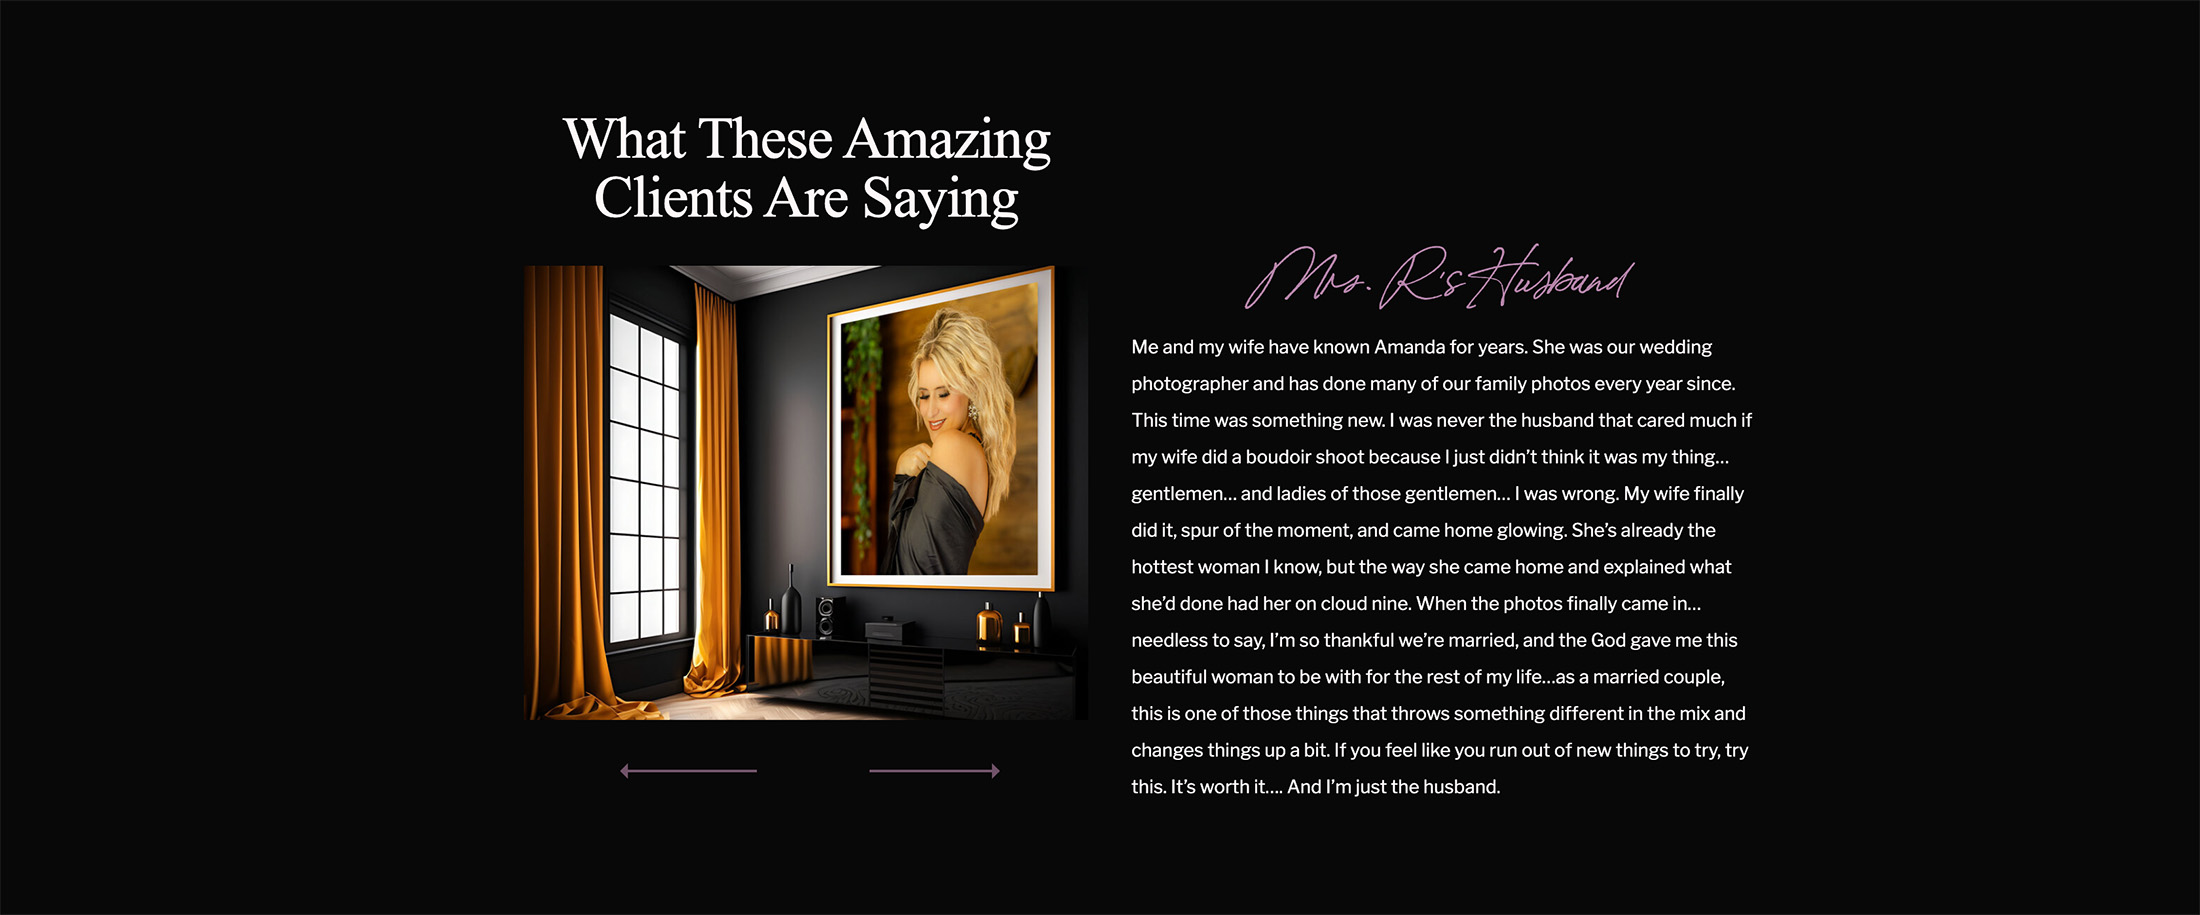 What These Amazing
Clients Are Saying
Mrs. R's Husband
Me and my wife have known Amanda for years. She was our wedding
photographer and has done many of our family photos every year since.
This time was something new. I was never the husband that cared much if
my wife did a boudoir shoot because I just didn’t think it was my thing…
gentlemen… and ladies of those gentlemen… I was wrong. My wife finally
did it, spur of the moment, and came home glowing. She’s already the
hottest woman I know, but the way she came home and explained what
she’d done had her on cloud nine. When the photos finally came in…
needless to say, I’m so thankful we’re married, and the God gave me this
beautiful woman to be with for the rest of my life…as a married couple,
this is one of those things that throws something different in the mix and
changes things up a bit. If you feel like you run out of new things to try, try
this. It’s worth it…. And I’m just the husband.